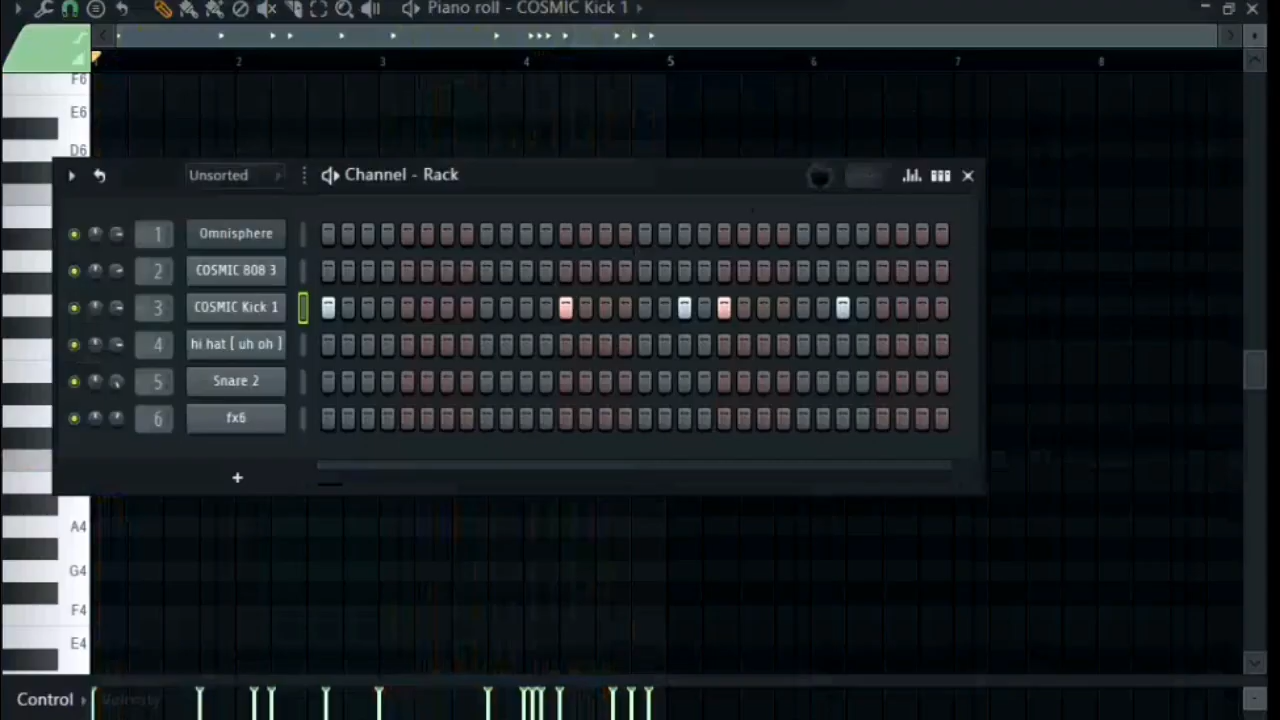 Piano roll - COSMIC Kick 1
2 3 4 5 6 7 8
F6
E6
D6
Unsorted
Channel - Rack
1 Omnisphere
2 COSMIC 808 3
3 COSMIC Kick 1
4 hi hat [ uh oh ]
5 Snare 2
6 fx6
+
A4
G4
F4
E4
Control